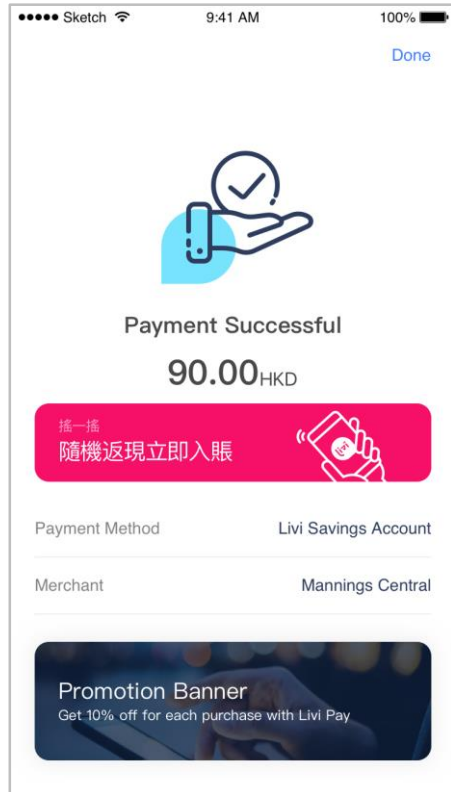 Sketch 9:41 AM 100%
Done
Payment Successful
90.00HKD
搖一搖
隨機返現立即入賬
livi
Payment Method Livi Savings Account
Merchant Mannings Central
Promotion Banner
Get 10% off for each purchase with Livi Pay